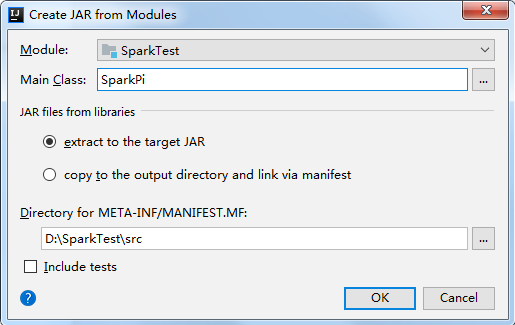 Create JAR from Modules
Module: SparkTest
Main Class: SparkPi ...
JAR files from libraries
extract to the target JAR
copy to the output directory and link via manifest
Directory for META-INF/MANIFEST.MF:
D:\SparkTest\src ...
Include tests
? OK Cancel